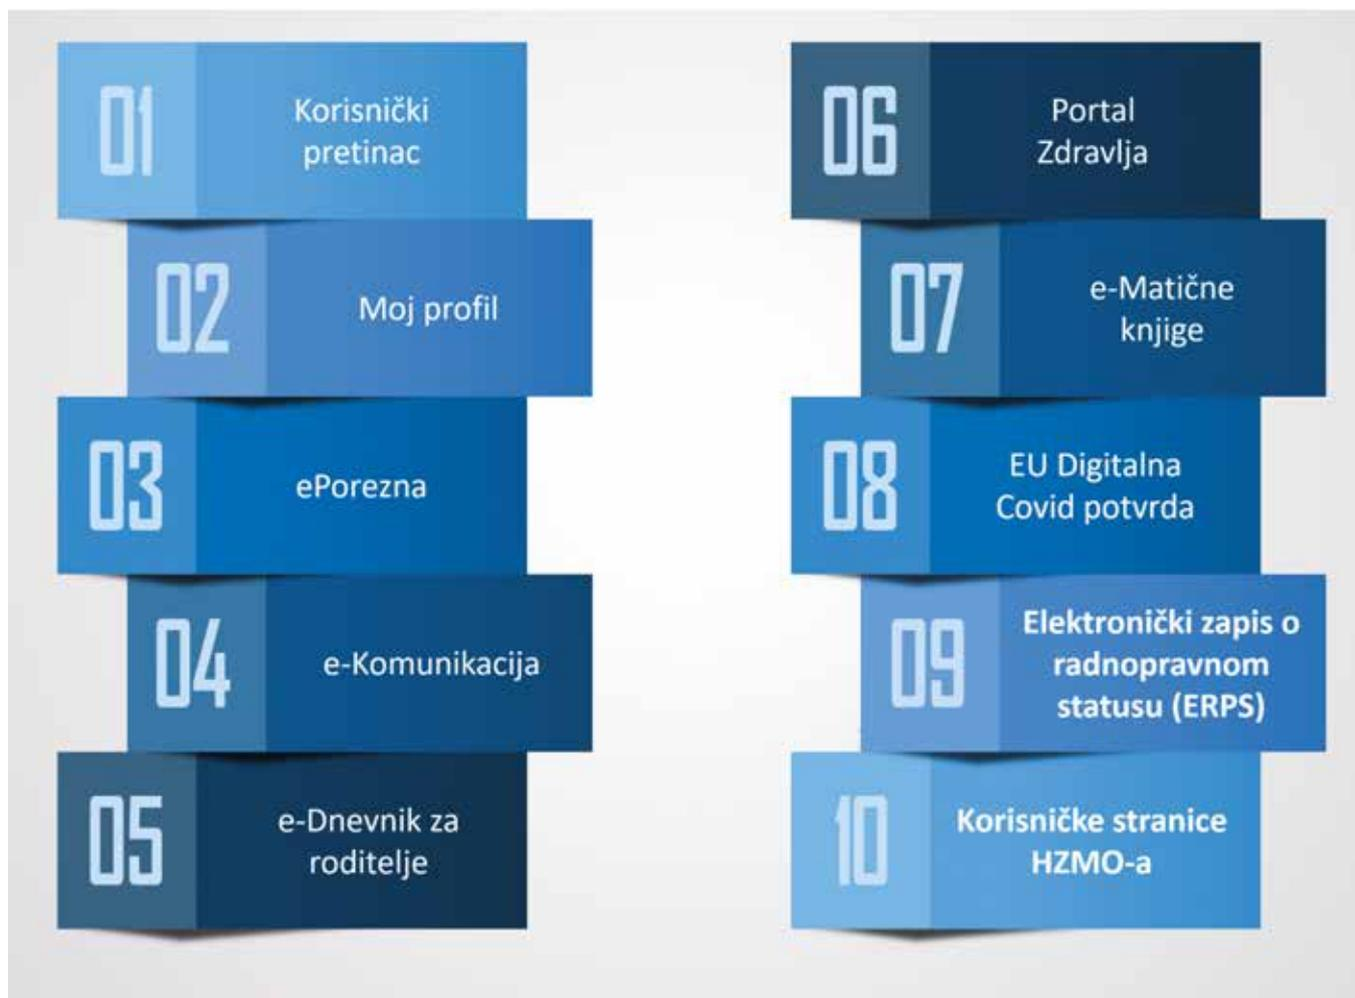 01
Korisnički
pretinac
02
Moj profil
03
ePorezna
04
e-Komunikacija
05
e-Dnevnik za
roditelje
06
Portal
Zdravlja
07
e-Matične
knjige
08
EU Digitalna
Covid potvrda
09
Elektronički zapis o
radnopravnom
statusu (ERPS)
10
Korisničke stranice
HZMO-a